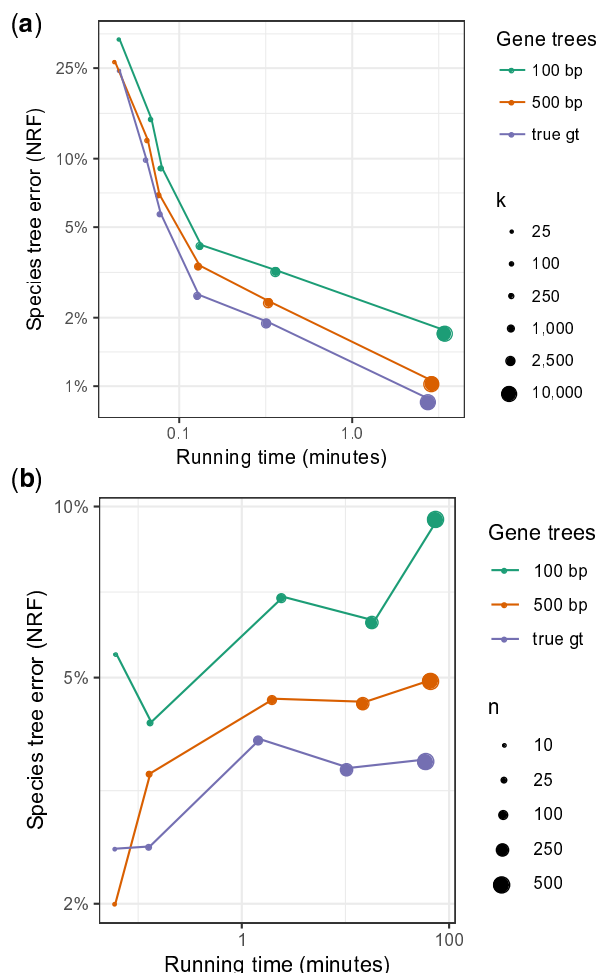 (a)
Species tree error (NRF)
25%
10%
5%
2%
1%
0.1
1.0
Running time (minutes)
Gene trees
100 bp
500 bp
true gt
k
25
100
250
1,000
2,500
10,000
(b)
Species tree error (NRF)
10%
5%
2%
1
100
Running time (minutes)
Gene trees
100 bp
500 bp
true gt
n
10
25
100
250
500